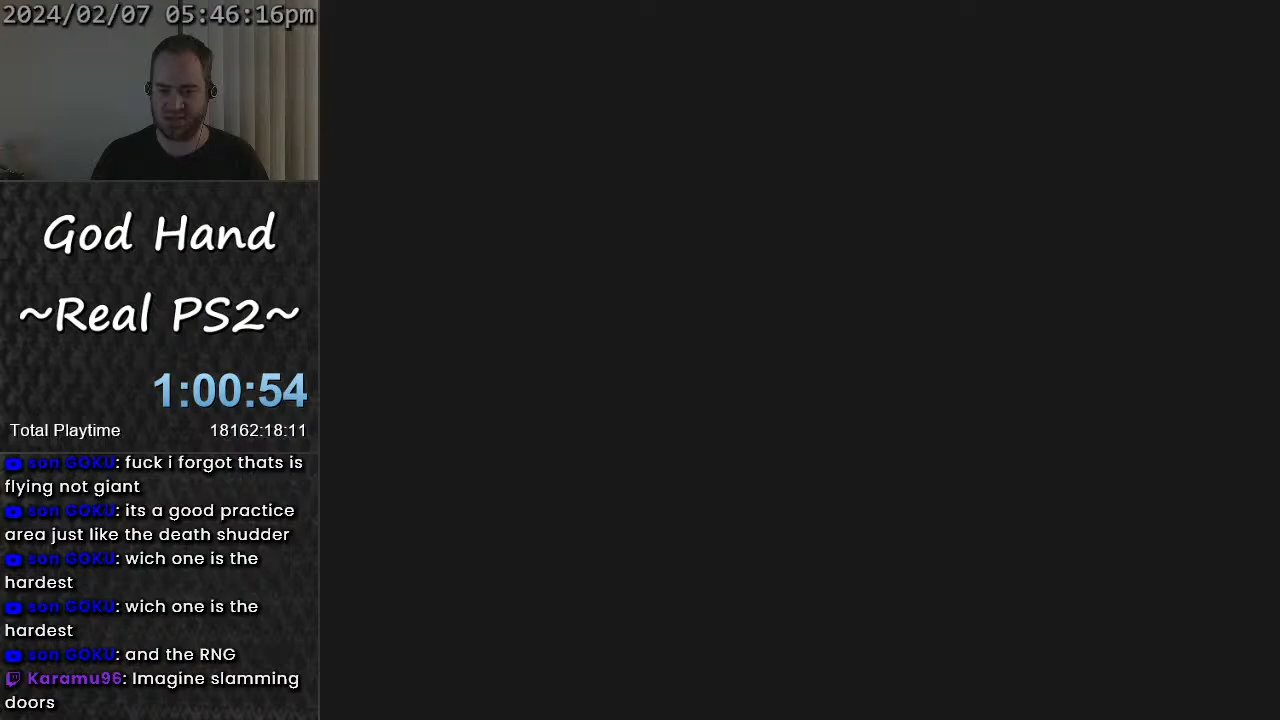 2024/02/07 05:46:16pm
God Hand
~Real PS2~
1:00:54
Total Playtime 18162:18:11
son GOKU: fuck i forgot thats is
flying not giant
son GOKU: its a good practice
area just like the death shudder
son GOKU: wich one is the
hardest
son GOKU: wich one is the
hardest
son GOKU: and the RNG
Karamu96: Imagine slamming
doors